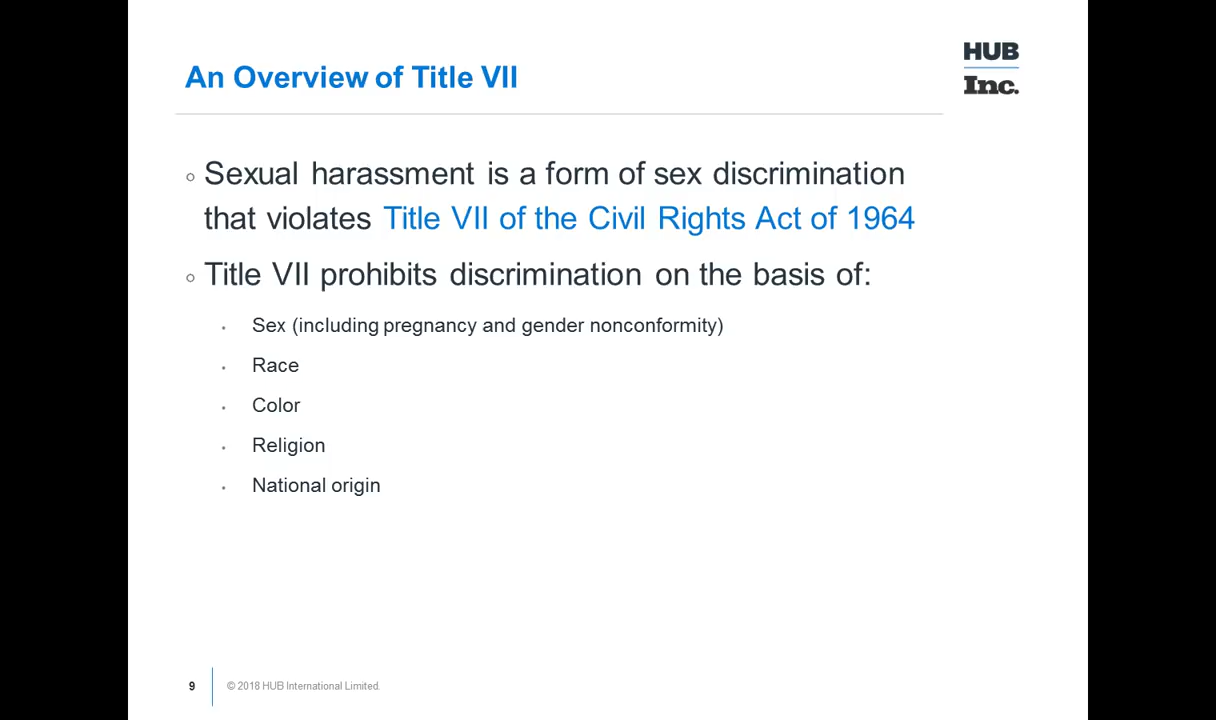 An Overview of Title VII
HUB
Inc.
Sexual harassment is a form of sex discrimination
that violates Title VII of the Civil Rights Act of 1964
Title VII prohibits discrimination on the basis of:
Sex (including pregnancy and gender nonconformity)
Race
Color
Religion
National origin
9
© 2018 HUB International Limited.